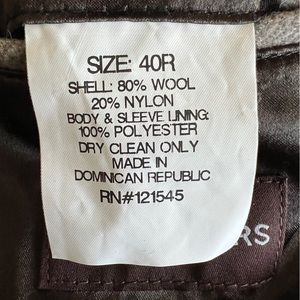 SIZE: 40R
SHELL: 80% WOOL
20% NYLON
BODY & SLEEVE LINING:
100% POLYESTER
DRY CLEAN ONLY
MADE IN
DOMINICAN REPUBLIC
RN#121545